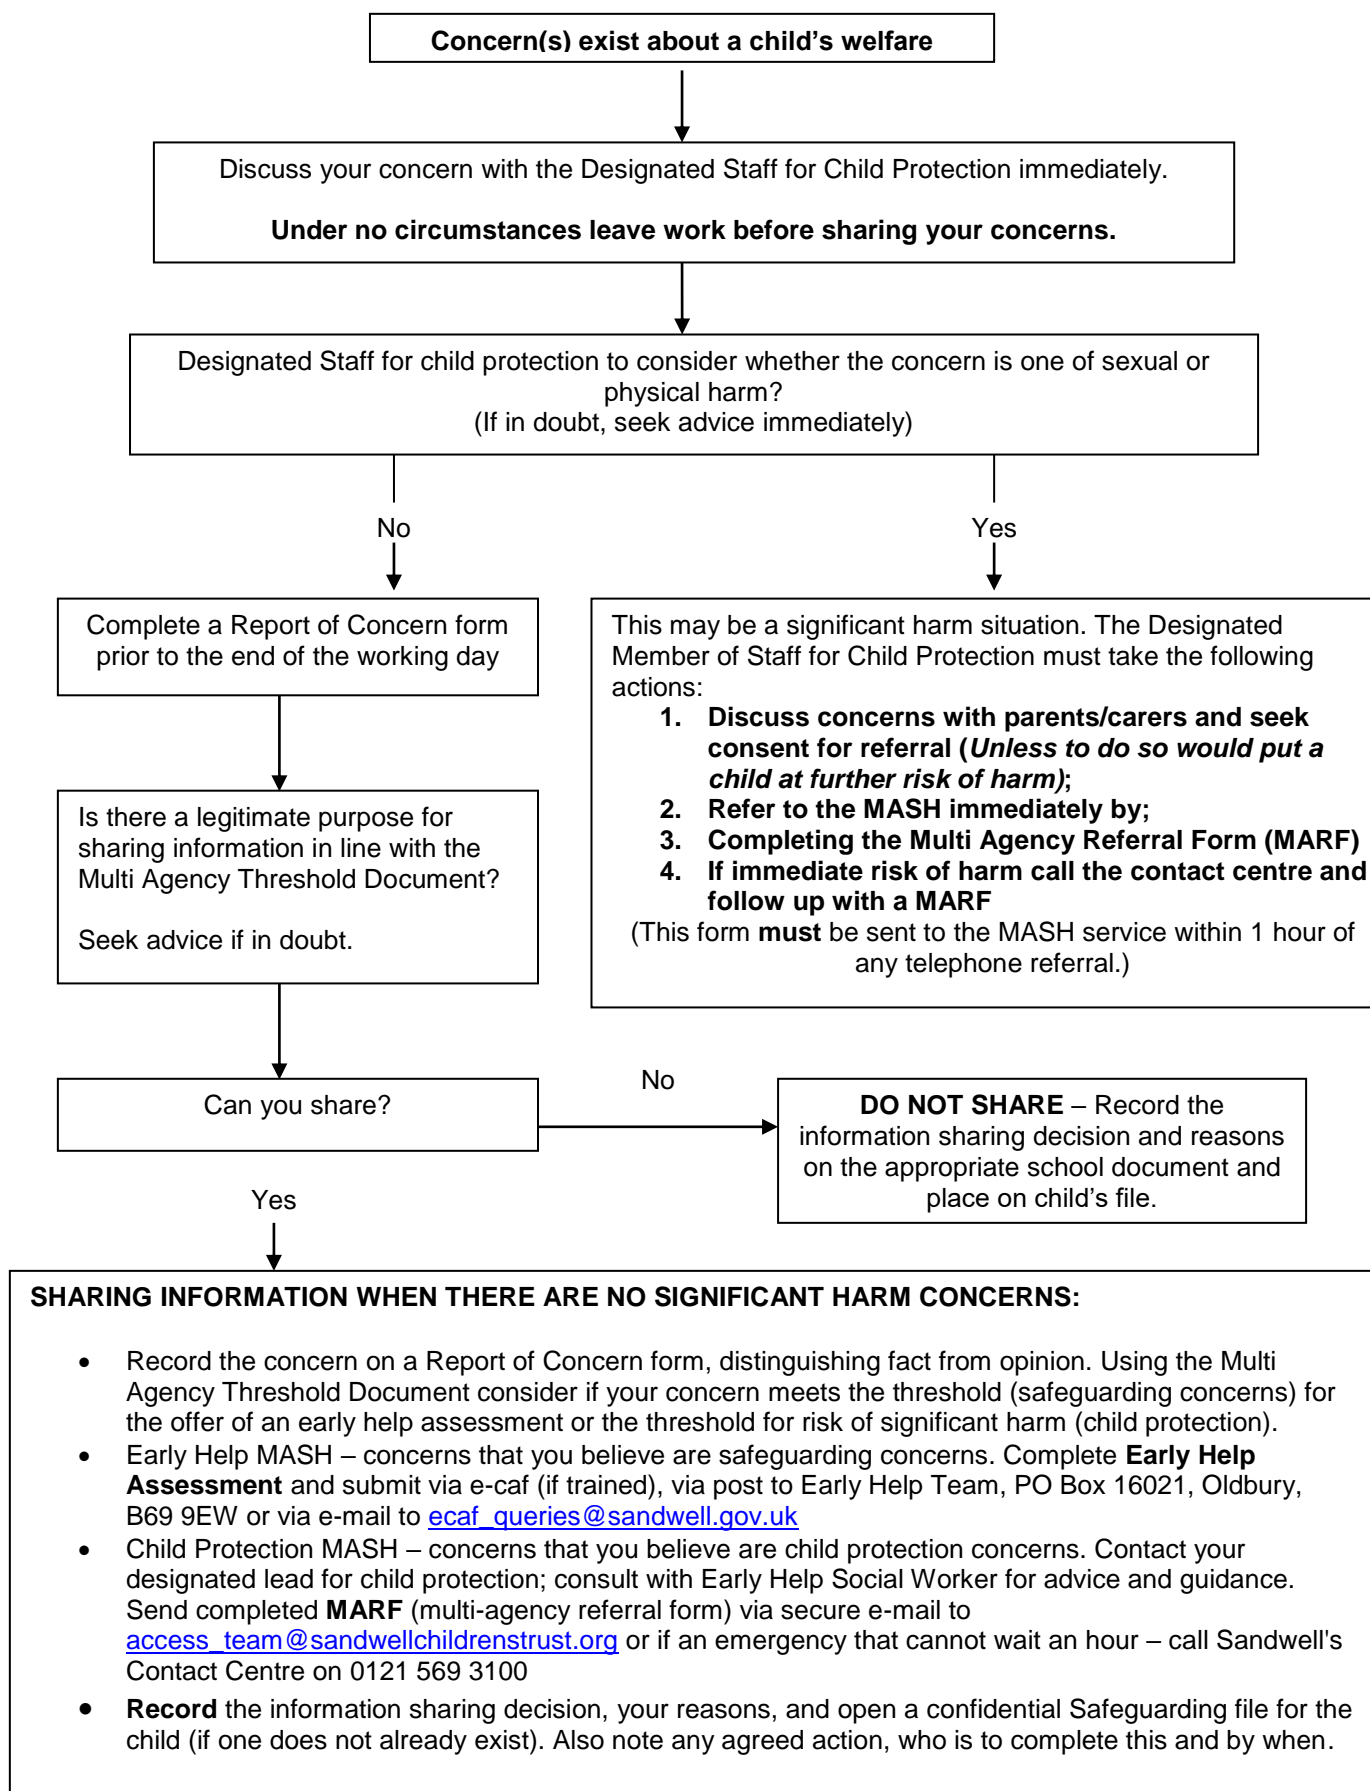 Concern(s) exist about a child's welfare
Discuss your concern with the Designated Staff for Child Protection immediately.
Under no circumstances leave work before sharing your concerns.
Designated Staff for child protection to consider whether the concern is one of sexual or
physical harm?
(If in doubt, seek advice immediately)
No
Yes
Complete a Report of Concern form
prior to the end of the working day
This may be a significant harm situation. The Designated
Member of Staff for Child Protection must take the following
actions:
1. Discuss concerns with parents/carers and seek
consent for referral (Unless to do so would put a
child at further risk of harm);
2. Refer to the MASH immediately by;
3. Completing the Multi Agency Referral Form (MARF)
4. If immediate risk of harm call the contact centre and
follow up with a MARF
(This form must be sent to the MASH service within 1 hour of
any telephone referral.)
Is there a legitimate purpose for
sharing information in line with the
Multi Agency Threshold Document?
Seek advice if in doubt.
Can you share?
No
DO NOT SHARE – Record the
information sharing decision and reasons
on the appropriate school document and
place on child's file.
Yes
SHARING INFORMATION WHEN THERE ARE NO SIGNIFICANT HARM CONCERNS:
• Record the concern on a Report of Concern form, distinguishing fact from opinion. Using the Multi
Agency Threshold Document consider if your concern meets the threshold (safeguarding concerns) for
the offer of an early help assessment or the threshold for risk of significant harm (child protection).
• Early Help MASH – concerns that you believe are safeguarding concerns. Complete Early Help
Assessment and submit via e-caf (if trained), via post to Early Help Team, PO Box 16021, Oldbury,
B69 9EW or via e-mail to ecaf_queries@sandwell.gov.uk
• Child Protection MASH – concerns that you believe are child protection concerns. Contact your
designated lead for child protection; consult with Early Help Social Worker for advice and guidance.
Send completed MARF (multi-agency referral form) via secure e-mail to
access_team@sandwellchildrenstrust.org or if an emergency that cannot wait an hour – call Sandwell's
Contact Centre on 0121 569 3100
• Record the information sharing decision, your reasons, and open a confidential Safeguarding file for the
child (if one does not already exist). Also note any agreed action, who is to complete this and by when.